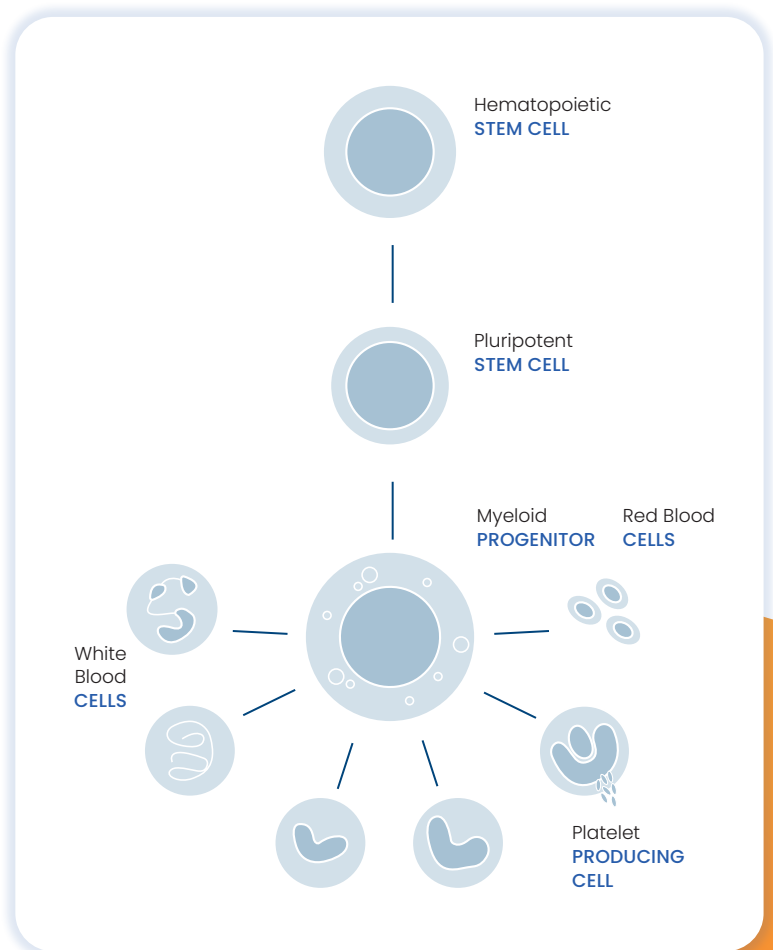 Hematopoietic
STEM CELL
Pluripotent
STEM CELL
Myeloid
PROGENITOR
Red Blood
CELLS
White
Blood
CELLS
Platelet
PRODUCING
CELL